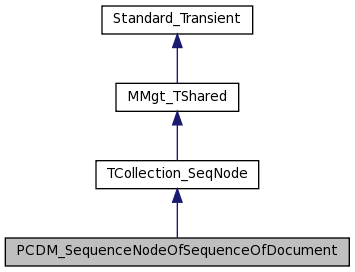 Standard_Transient
MMgt_TShared
TCollection_SeqNode
PCDM_SequenceNodeOfSequenceOfDocument